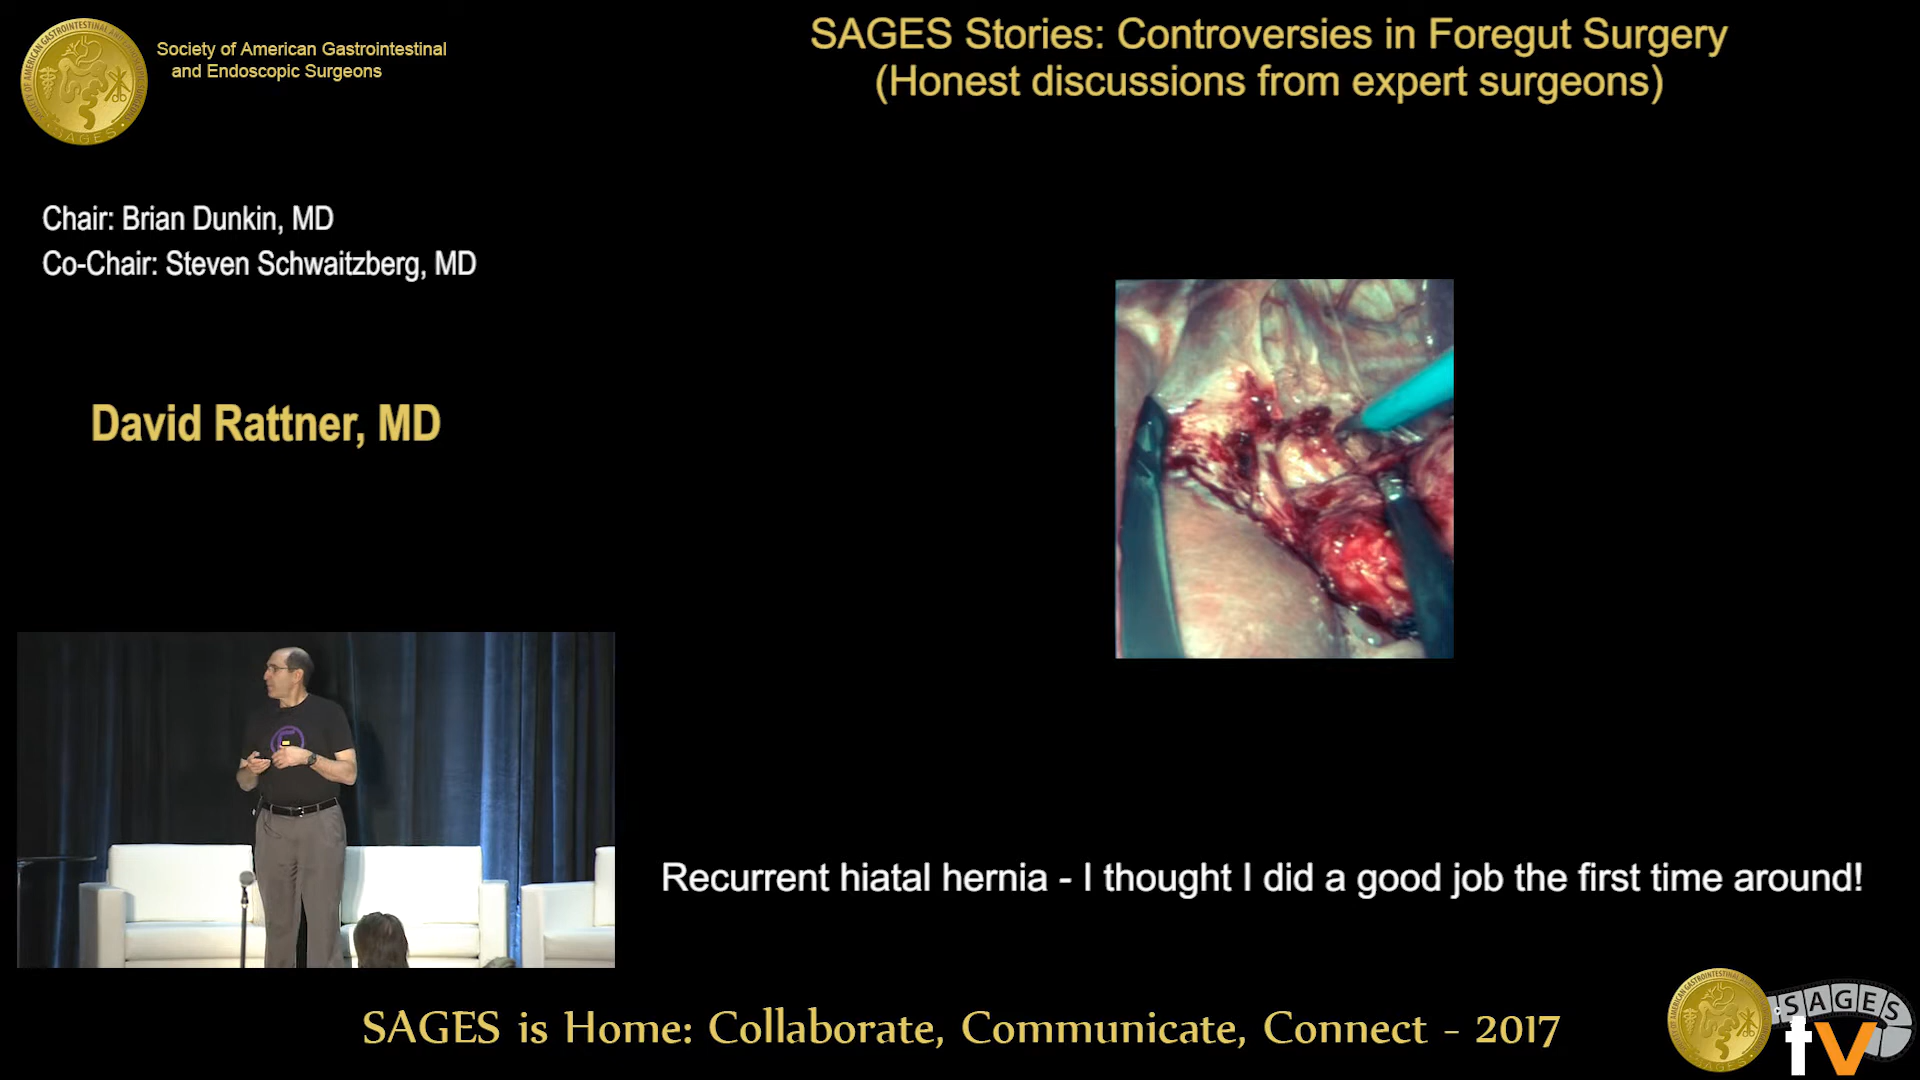 Society of American Gastrointestinal
and Endoscopic Surgeons
SAGES Stories: Controversies in Foregut Surgery
(Honest discussions from expert surgeons)
Chair: Brian Dunkin, MD
Co-Chair: Steven Schwaitzberg, MD
David Rattner, MD
Recurrent hiatal hernia - I thought I did a good job the first time around!
SAGES is Home: Collaborate, Communicate, Connect - 2017
SAGES
tv